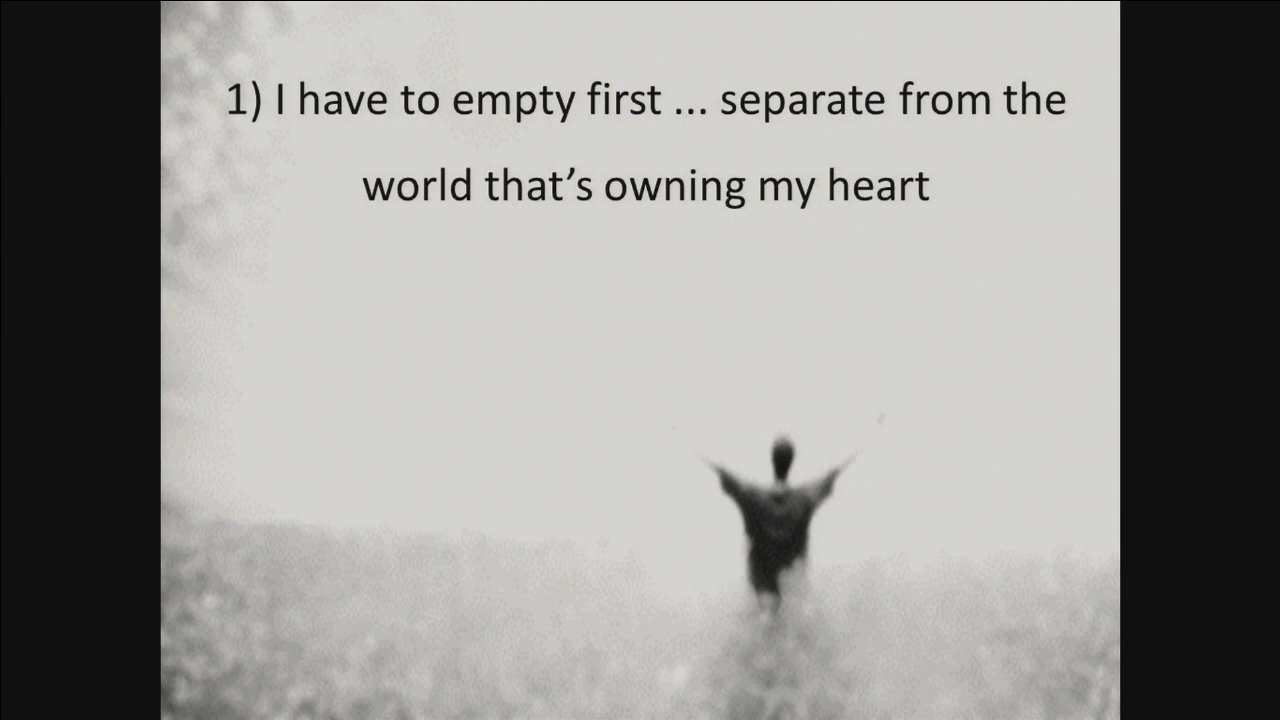 1) I have to empty first ... separate from the
world that’s owning my heart